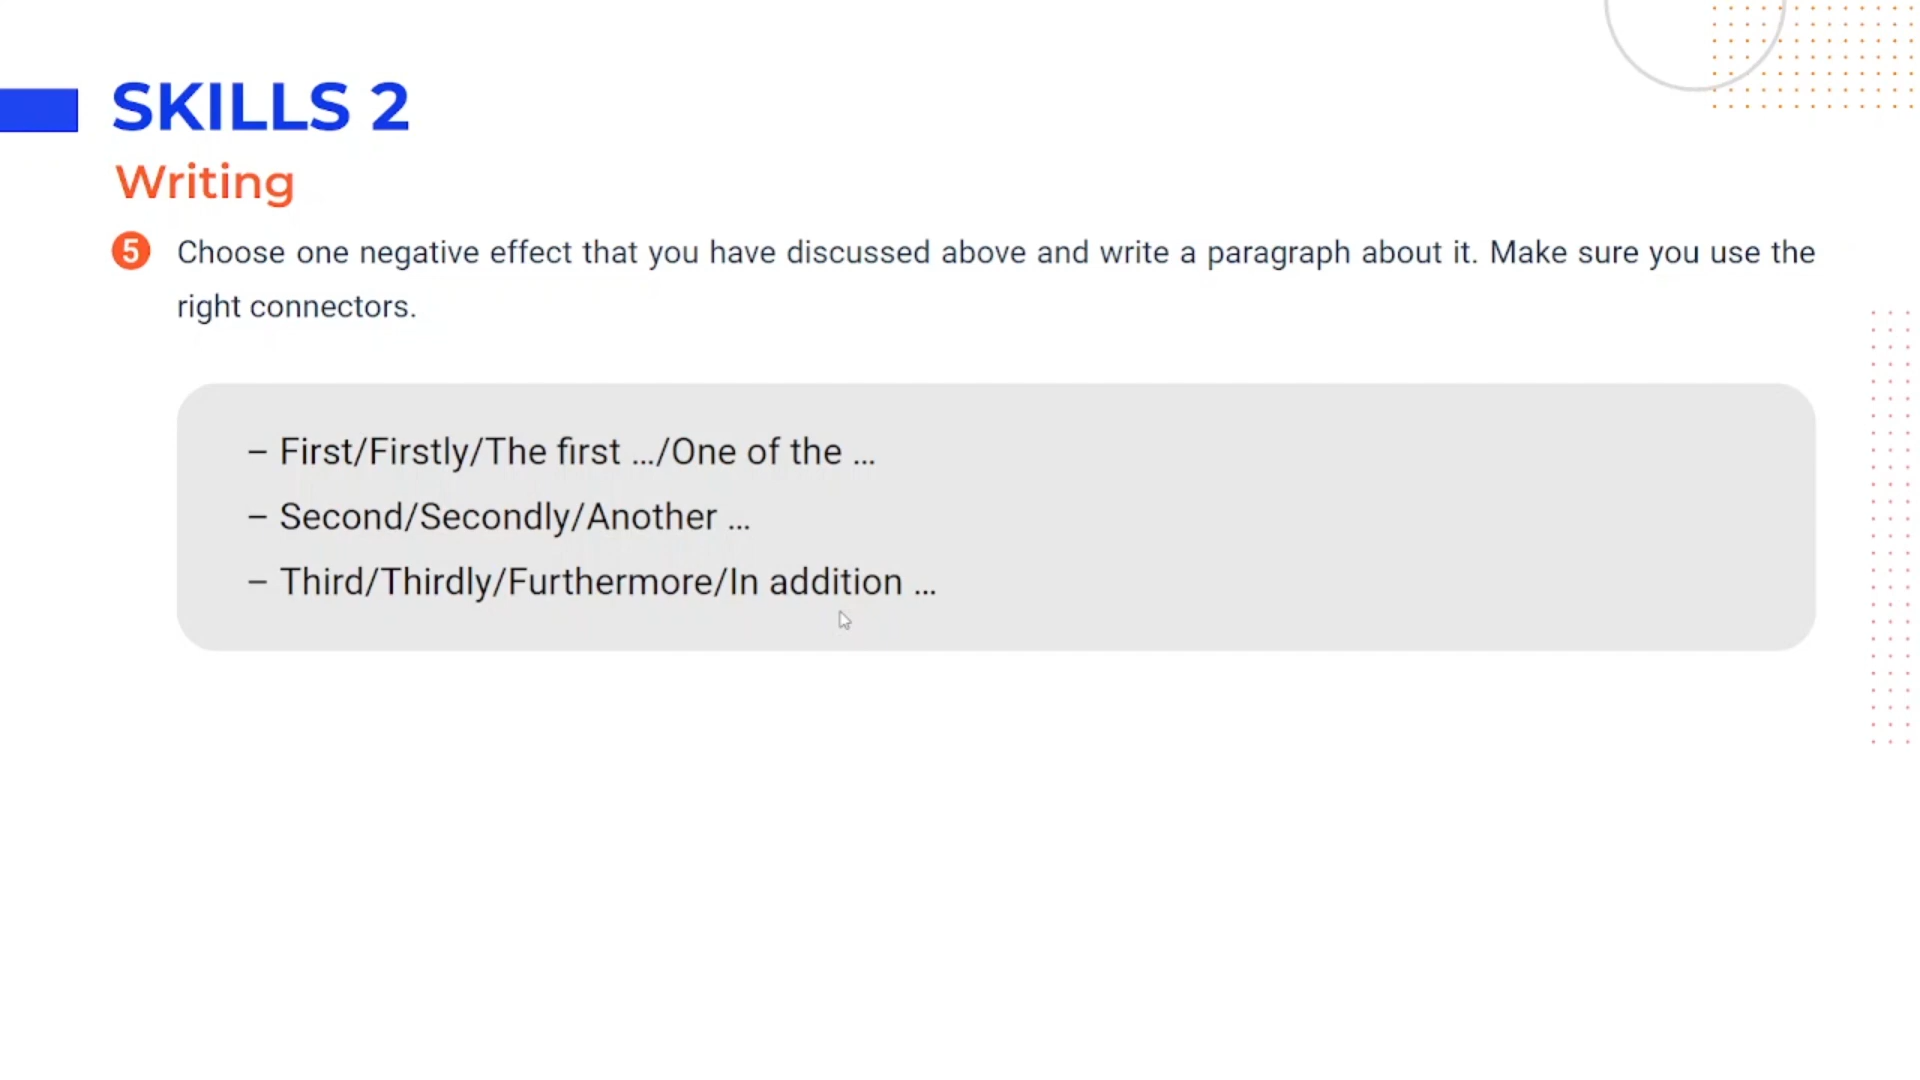 SKILLS 2
Writing
5 Choose one negative effect that you have discussed above and write a paragraph about it. Make sure you use the
right connectors.
– First/Firstly/The first .../One of the ...
– Second/Secondly/Another ...
– Third/Thirdly/Furthermore/In addition ...